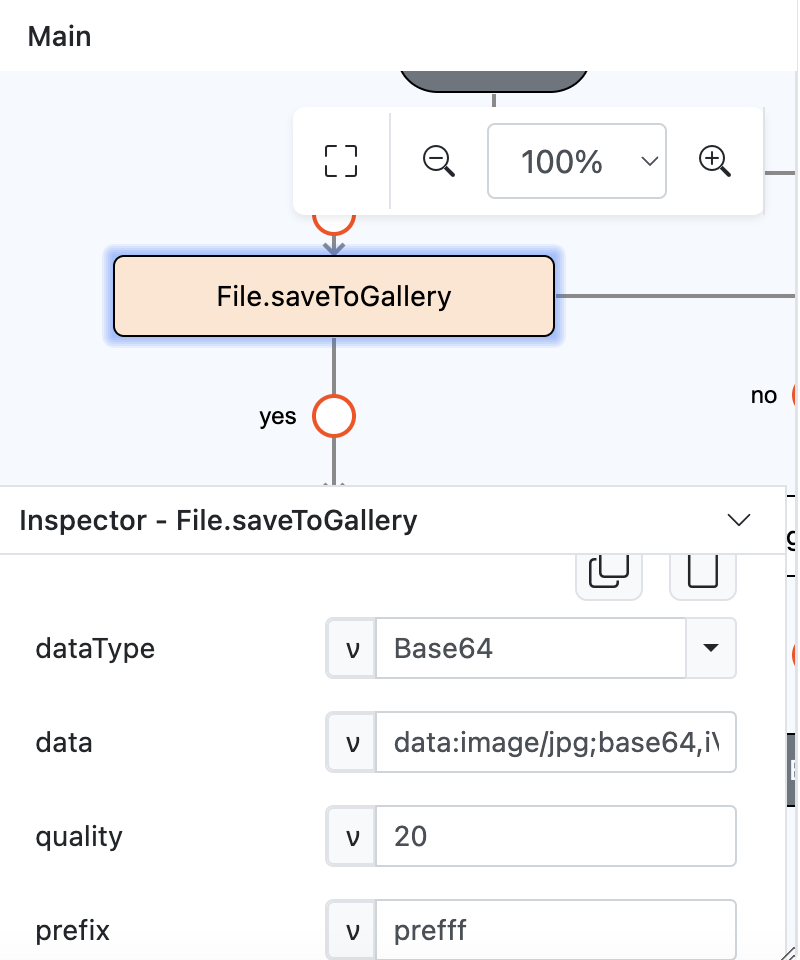 Main
100%
File.saveToGallery
yes
no
Inspector - File.saveToGallery
dataType
ν
Base64
data
ν
data:image/jpg;base64,i
quality
ν
20
prefix
ν
prefff